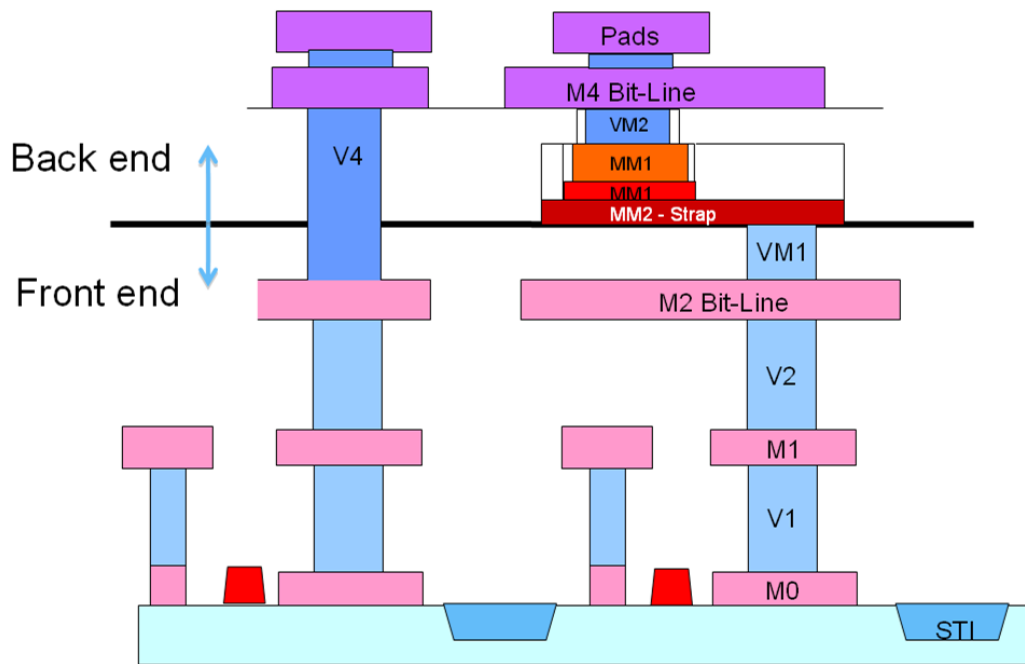 Pads
M4 Bit-Line
VM2
V4
Back end
MM1
MM1
MM2 - Strap
VM1
Front end
M2 Bit-Line
V2
M1
V1
M0
STI